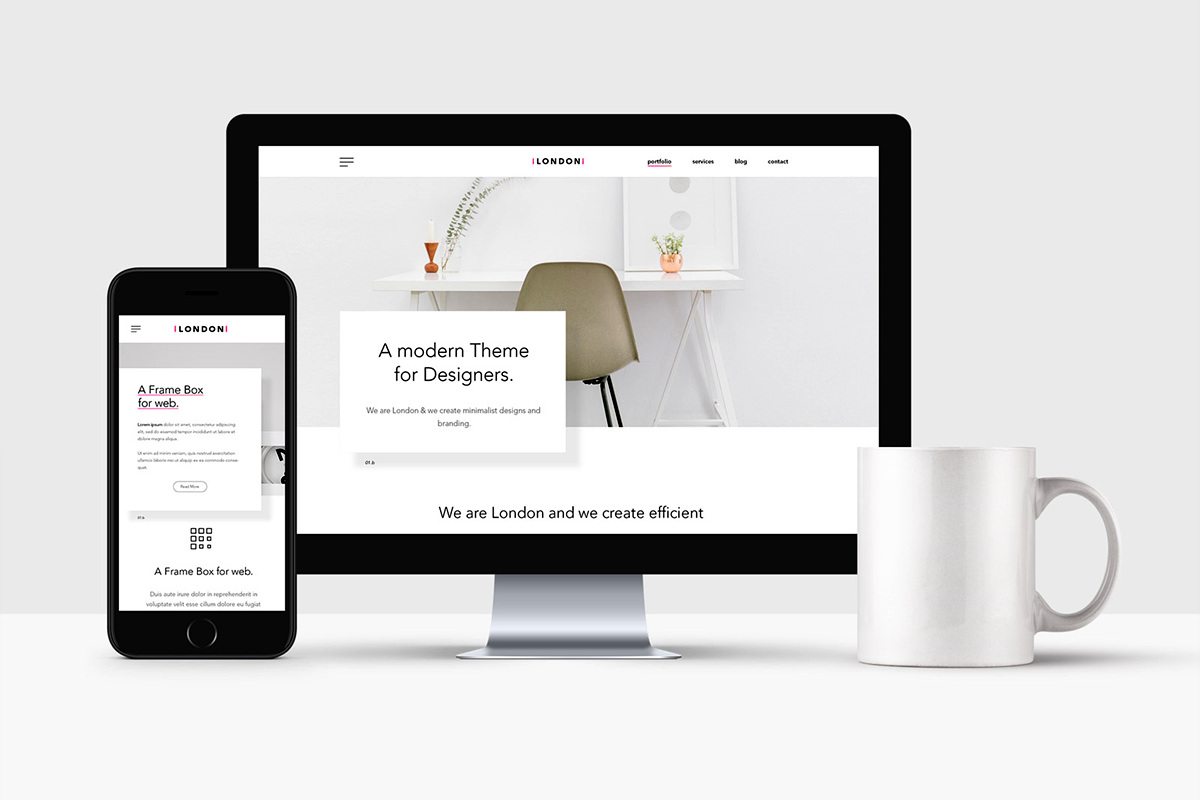 LONDON
portfolio services blog contact
A modern Theme
for Designers.
We are London & we create minimalist designs and
branding.
01.b
We are London and we create efficient
LONDON
A Frame Box
for web.
Lorem ipsum dolor sit amet, consectetur adipiscing
elit, sed do eiusmod tempor incididunt ut labore et
dolore magna aliqua.
Ut enim ad minim veniam, quis nostrud exercitation
ullamco laboris nisi ut aliquip ex ea commodo conse
quat.
Read More
01.b
A Frame Box for web.
Duis aute irure dolor in reprehenderit in
voluptate velit esse cillum dolore eu fugiat